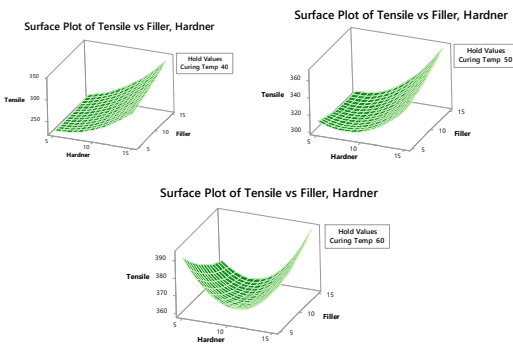 Surface Plot of Tensile vs Filler, Hardner
Hold Values
Curing Temp 40
350
300
250
Tensile
5
10
15
Hardner
5
10
15
Filler
Surface Plot of Tensile vs Filler, Hardner
Hold Values
Curing Temp 50
360
340
320
300
Tensile
5
10
15
Hardner
5
10
15
Filler
Surface Plot of Tensile vs Filler, Hardner
Hold Values
Curing Temp 60
390
380
370
360
Tensile
5
10
15
Hardner
5
10
15
Filler